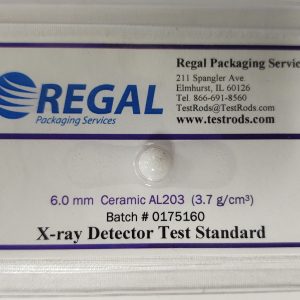 REGAL
Packaging Services
Regal Packaging Servic
211 Spangler Ave
Elmhurst, IL 60126
Tel. 866-691-8560
TestRods@TestRods.com
www.testrods.com
6.0 mm Ceramic AL203 (3.7 g/cm³)
Batch # 0175160
X-ray Detector Test Standard